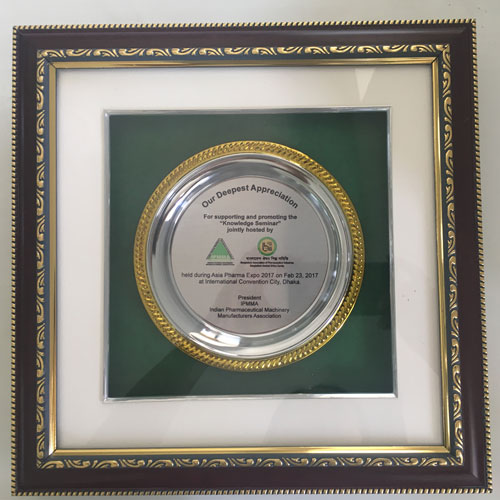 Our Deepest Appreciation
For supporting and promoting the
"Knowledge Seminar"
jointly hosted by
held during Asia Pharma Expo 2017 on Feb 23, 2017
at International Convention City, Dhaka.
President
IPMMA
Indian Pharmaceutical Machinary
Manufacturers Association